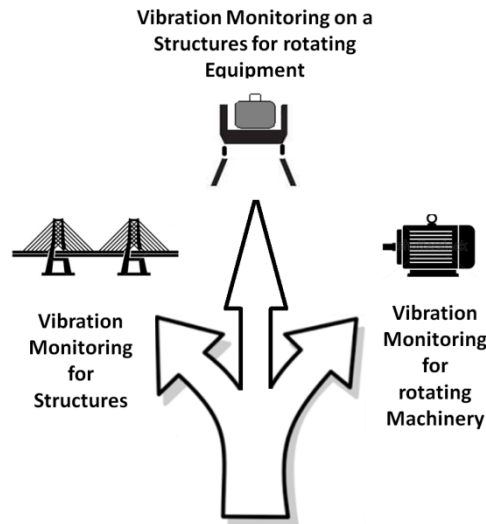 Vibration Monitoring on a
Structures for rotating
Equipment
Vibration
Monitoring
for
Structures
Vibration
Monitoring
for
rotating
Machinery